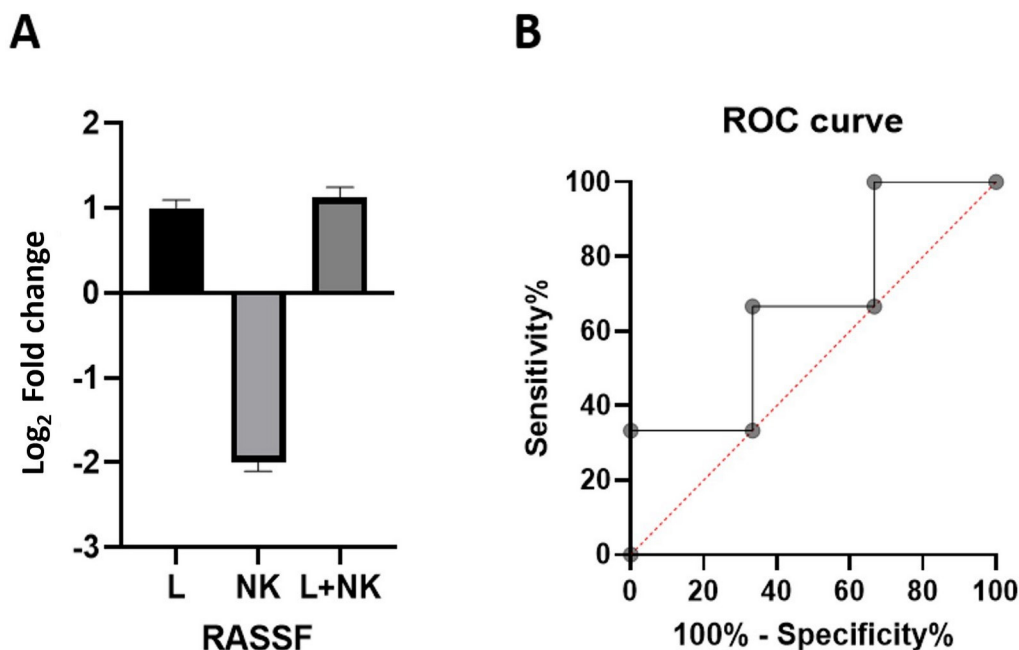 A
Log₂ Fold change
2
1
0
-1
-2
-3
L NK L+NK
RASSF
B
ROC curve
Sensitivity%
100
80
60
40
20
0
0 20 40 60 80 100
100% - Specificity%